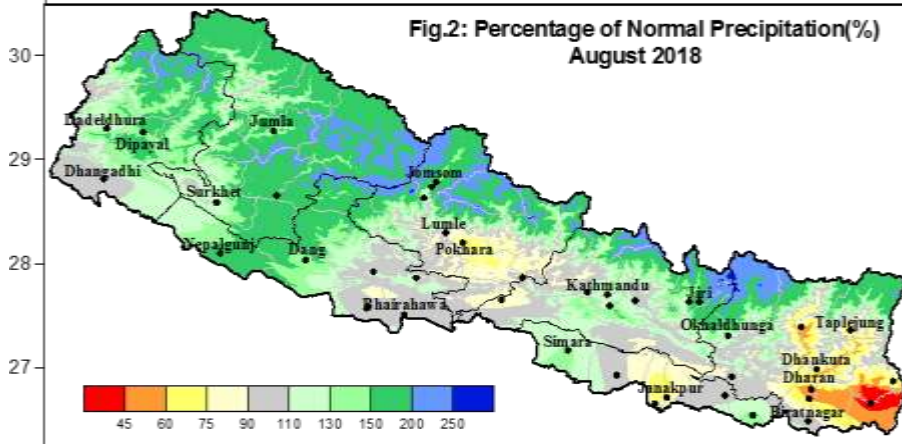 Fig.2: Percentage of Normal Precipitation(%)
August 2018
30
Dadeldhura
Jumla
Dipayal
29
Dhangadhi
Surkhet
Jomsom
Lumle
Nepalgunj
Dang
Pokhara
28
Kathmandu
Jiri
Bhairahawa
Okhaldhunga
Taplejung
Simara
27
Dhankuta
Dharan
Janakpur
Biratnagar
45 60 75 90 110 130 150 200 250